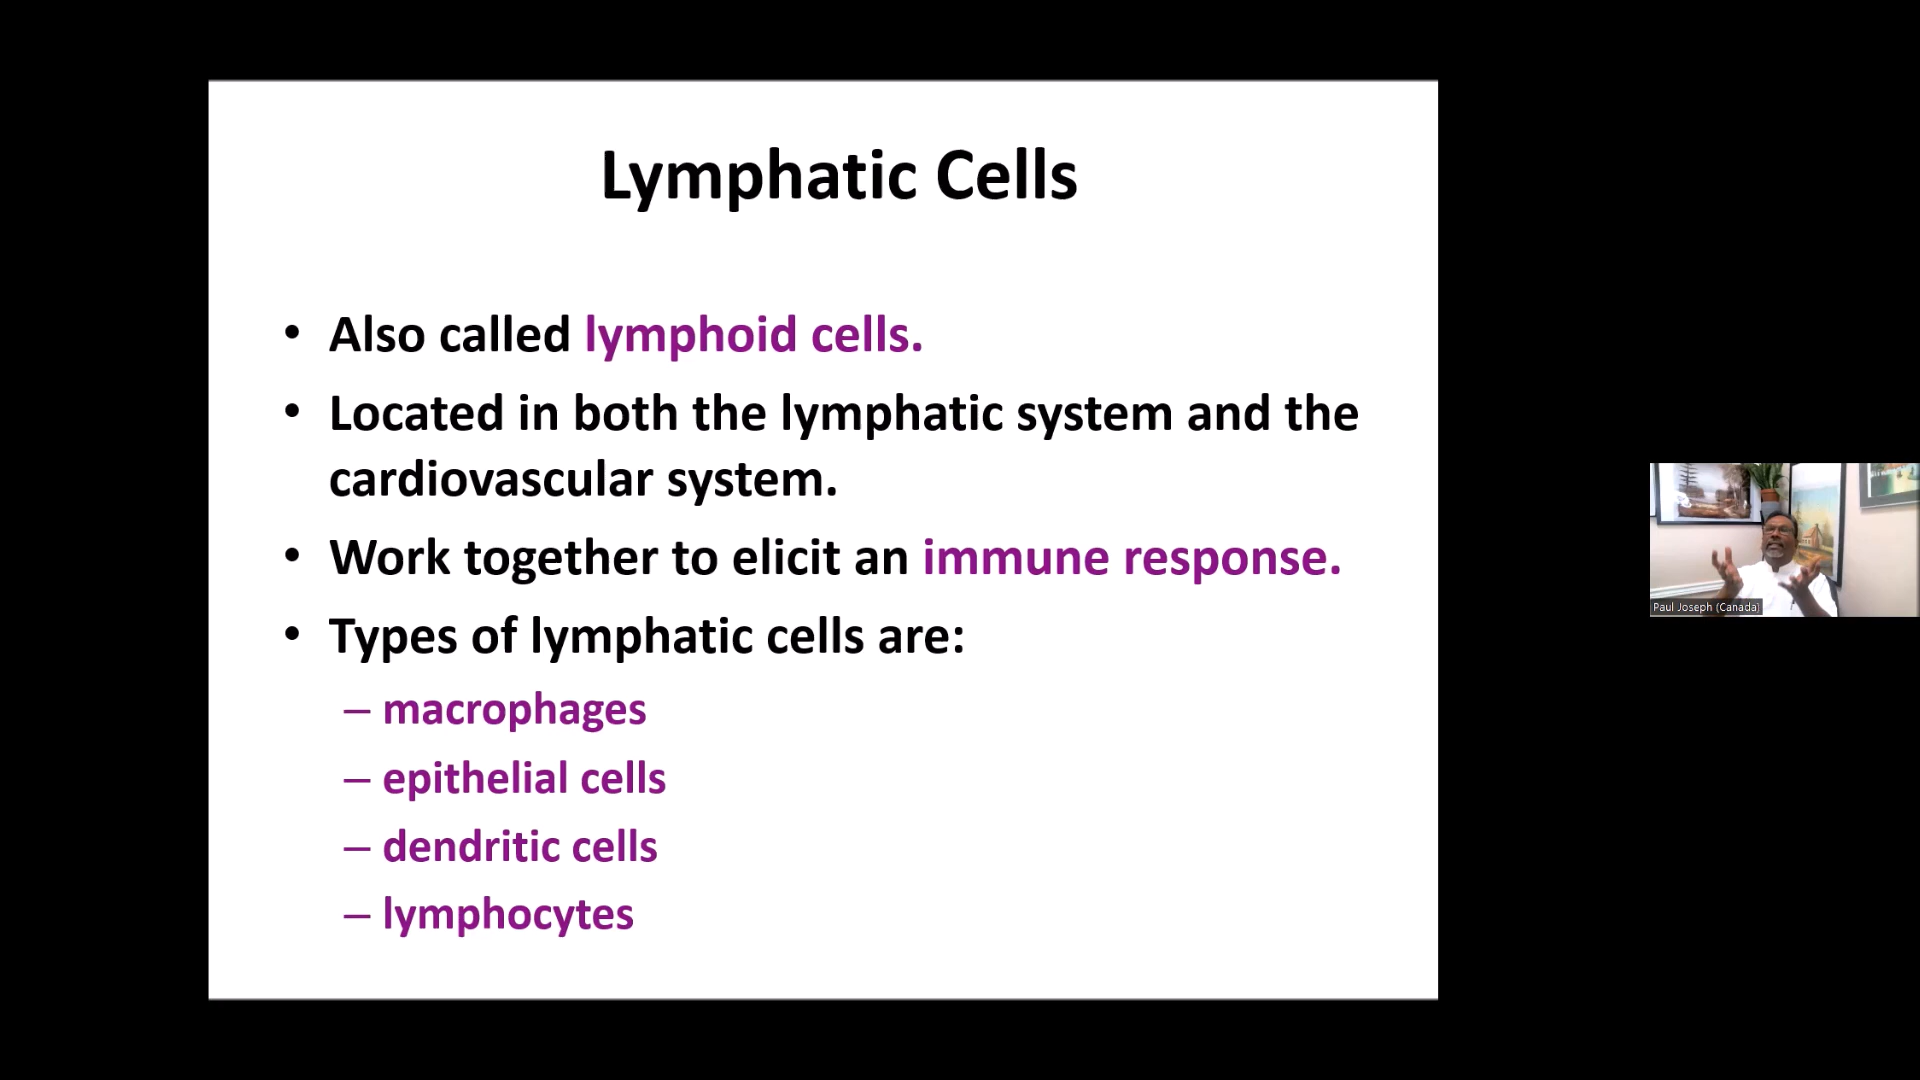 Lymphatic Cells
• Also called lymphoid cells.
• Located in both the lymphatic system and the
cardiovascular system.
• Work together to elicit an immune response.
• Types of lymphatic cells are:
– macrophages
– epithelial cells
– dendritic cells
– lymphocytes
Paul Joseph (Canada)